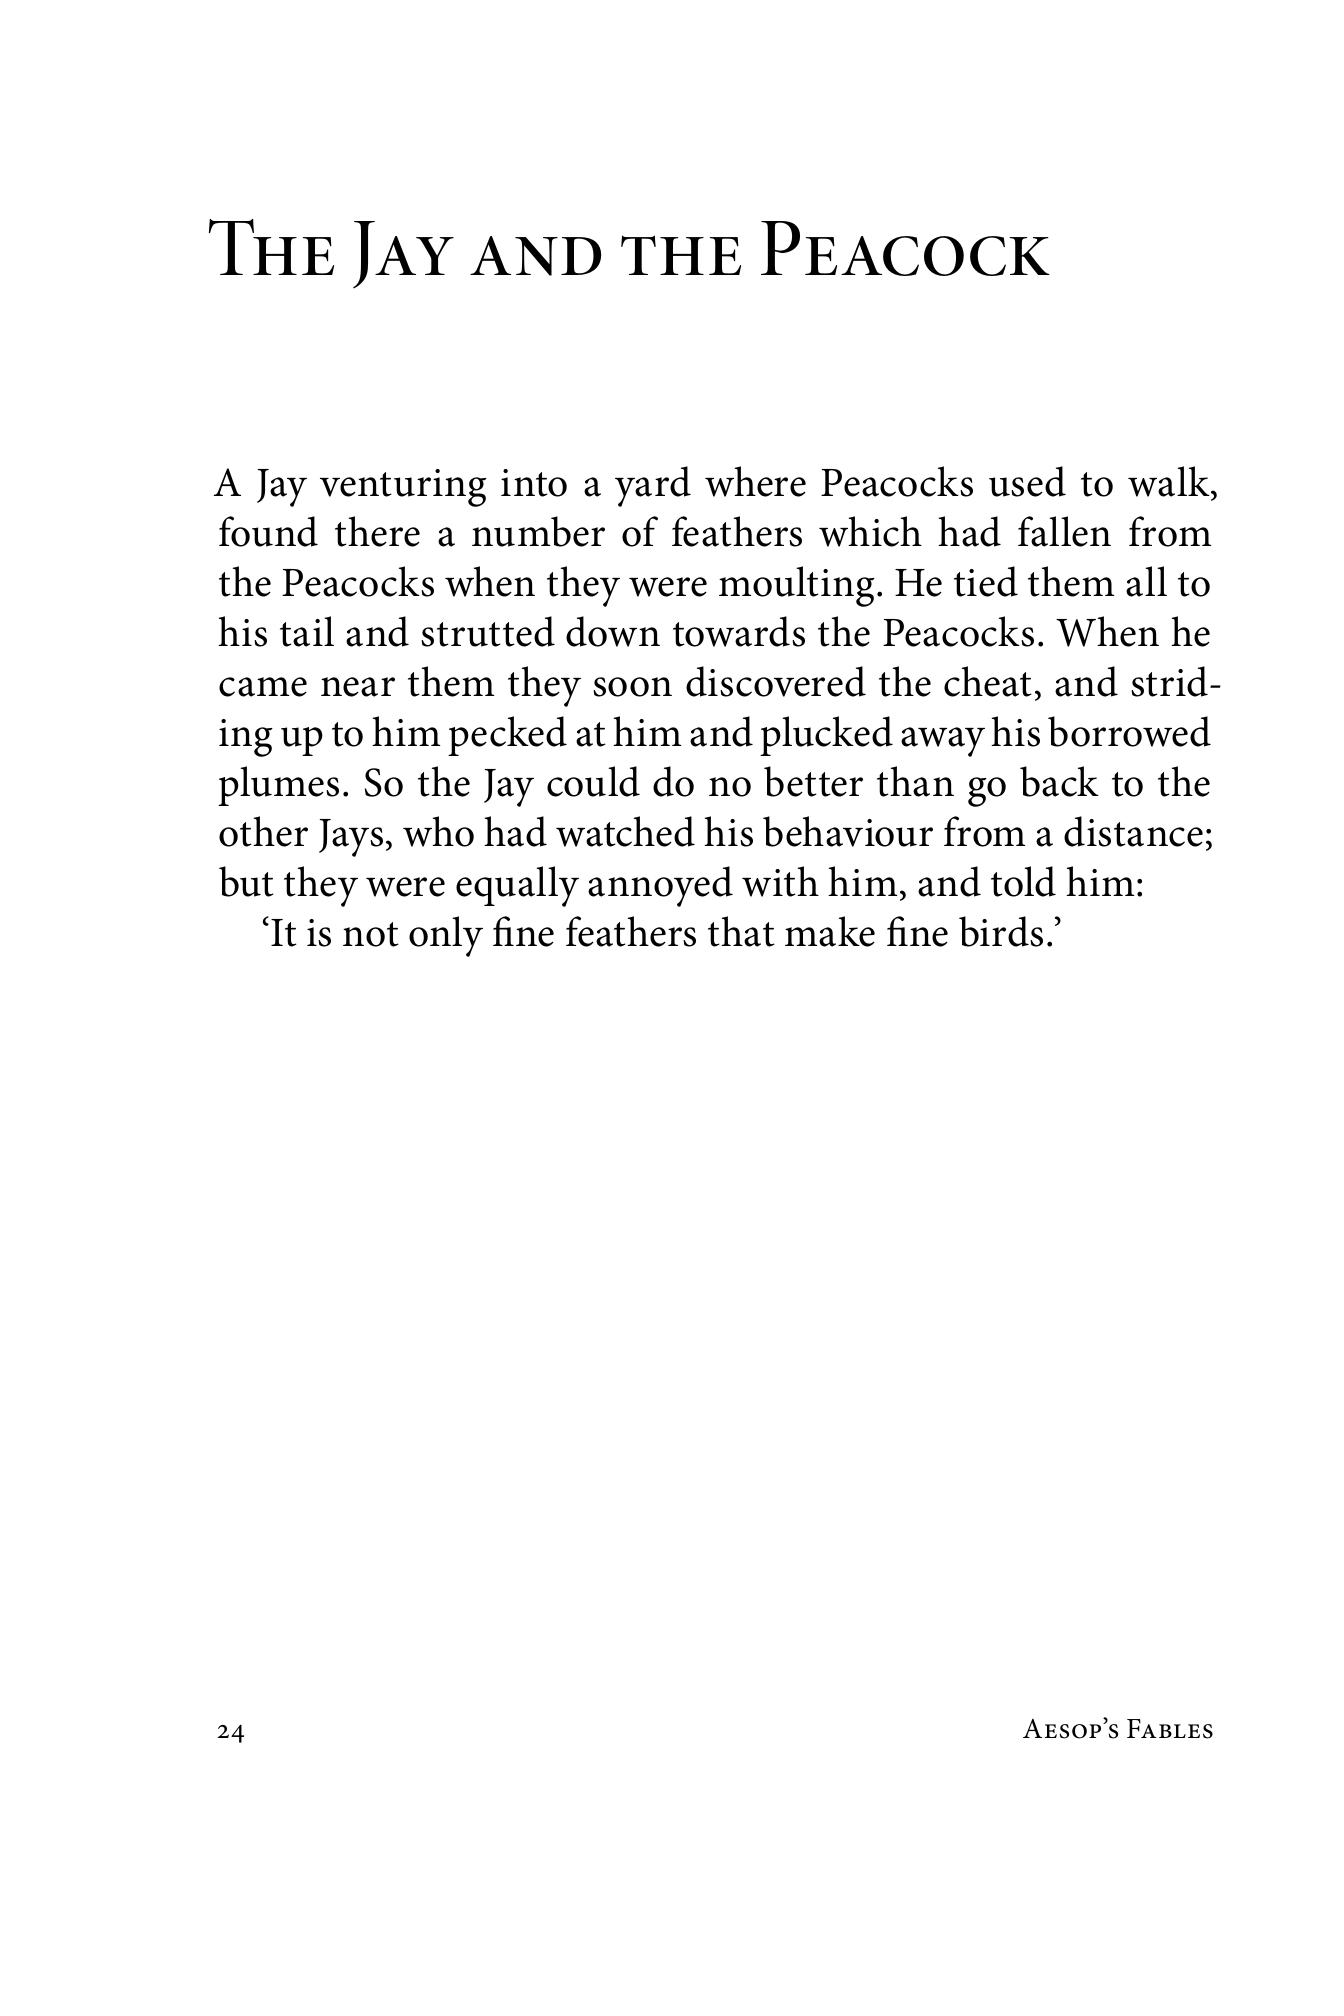 The Jay and the Peacock
A Jay venturing into a yard where Peacocks used to walk,
found there a number of feathers which had fallen from
the Peacocks when they were moulting. He tied them all to
his tail and strutted down towards the Peacocks. When he
came near them they soon discovered the cheat, and strid-
ing up to him pecked at him and plucked away his borrowed
plumes. So the Jay could do no better than go back to the
other Jays, who had watched his behaviour from a distance;
but they were equally annoyed with him, and told him:
‘It is not only fine feathers that make fine birds.’
24 Aesop’s Fables